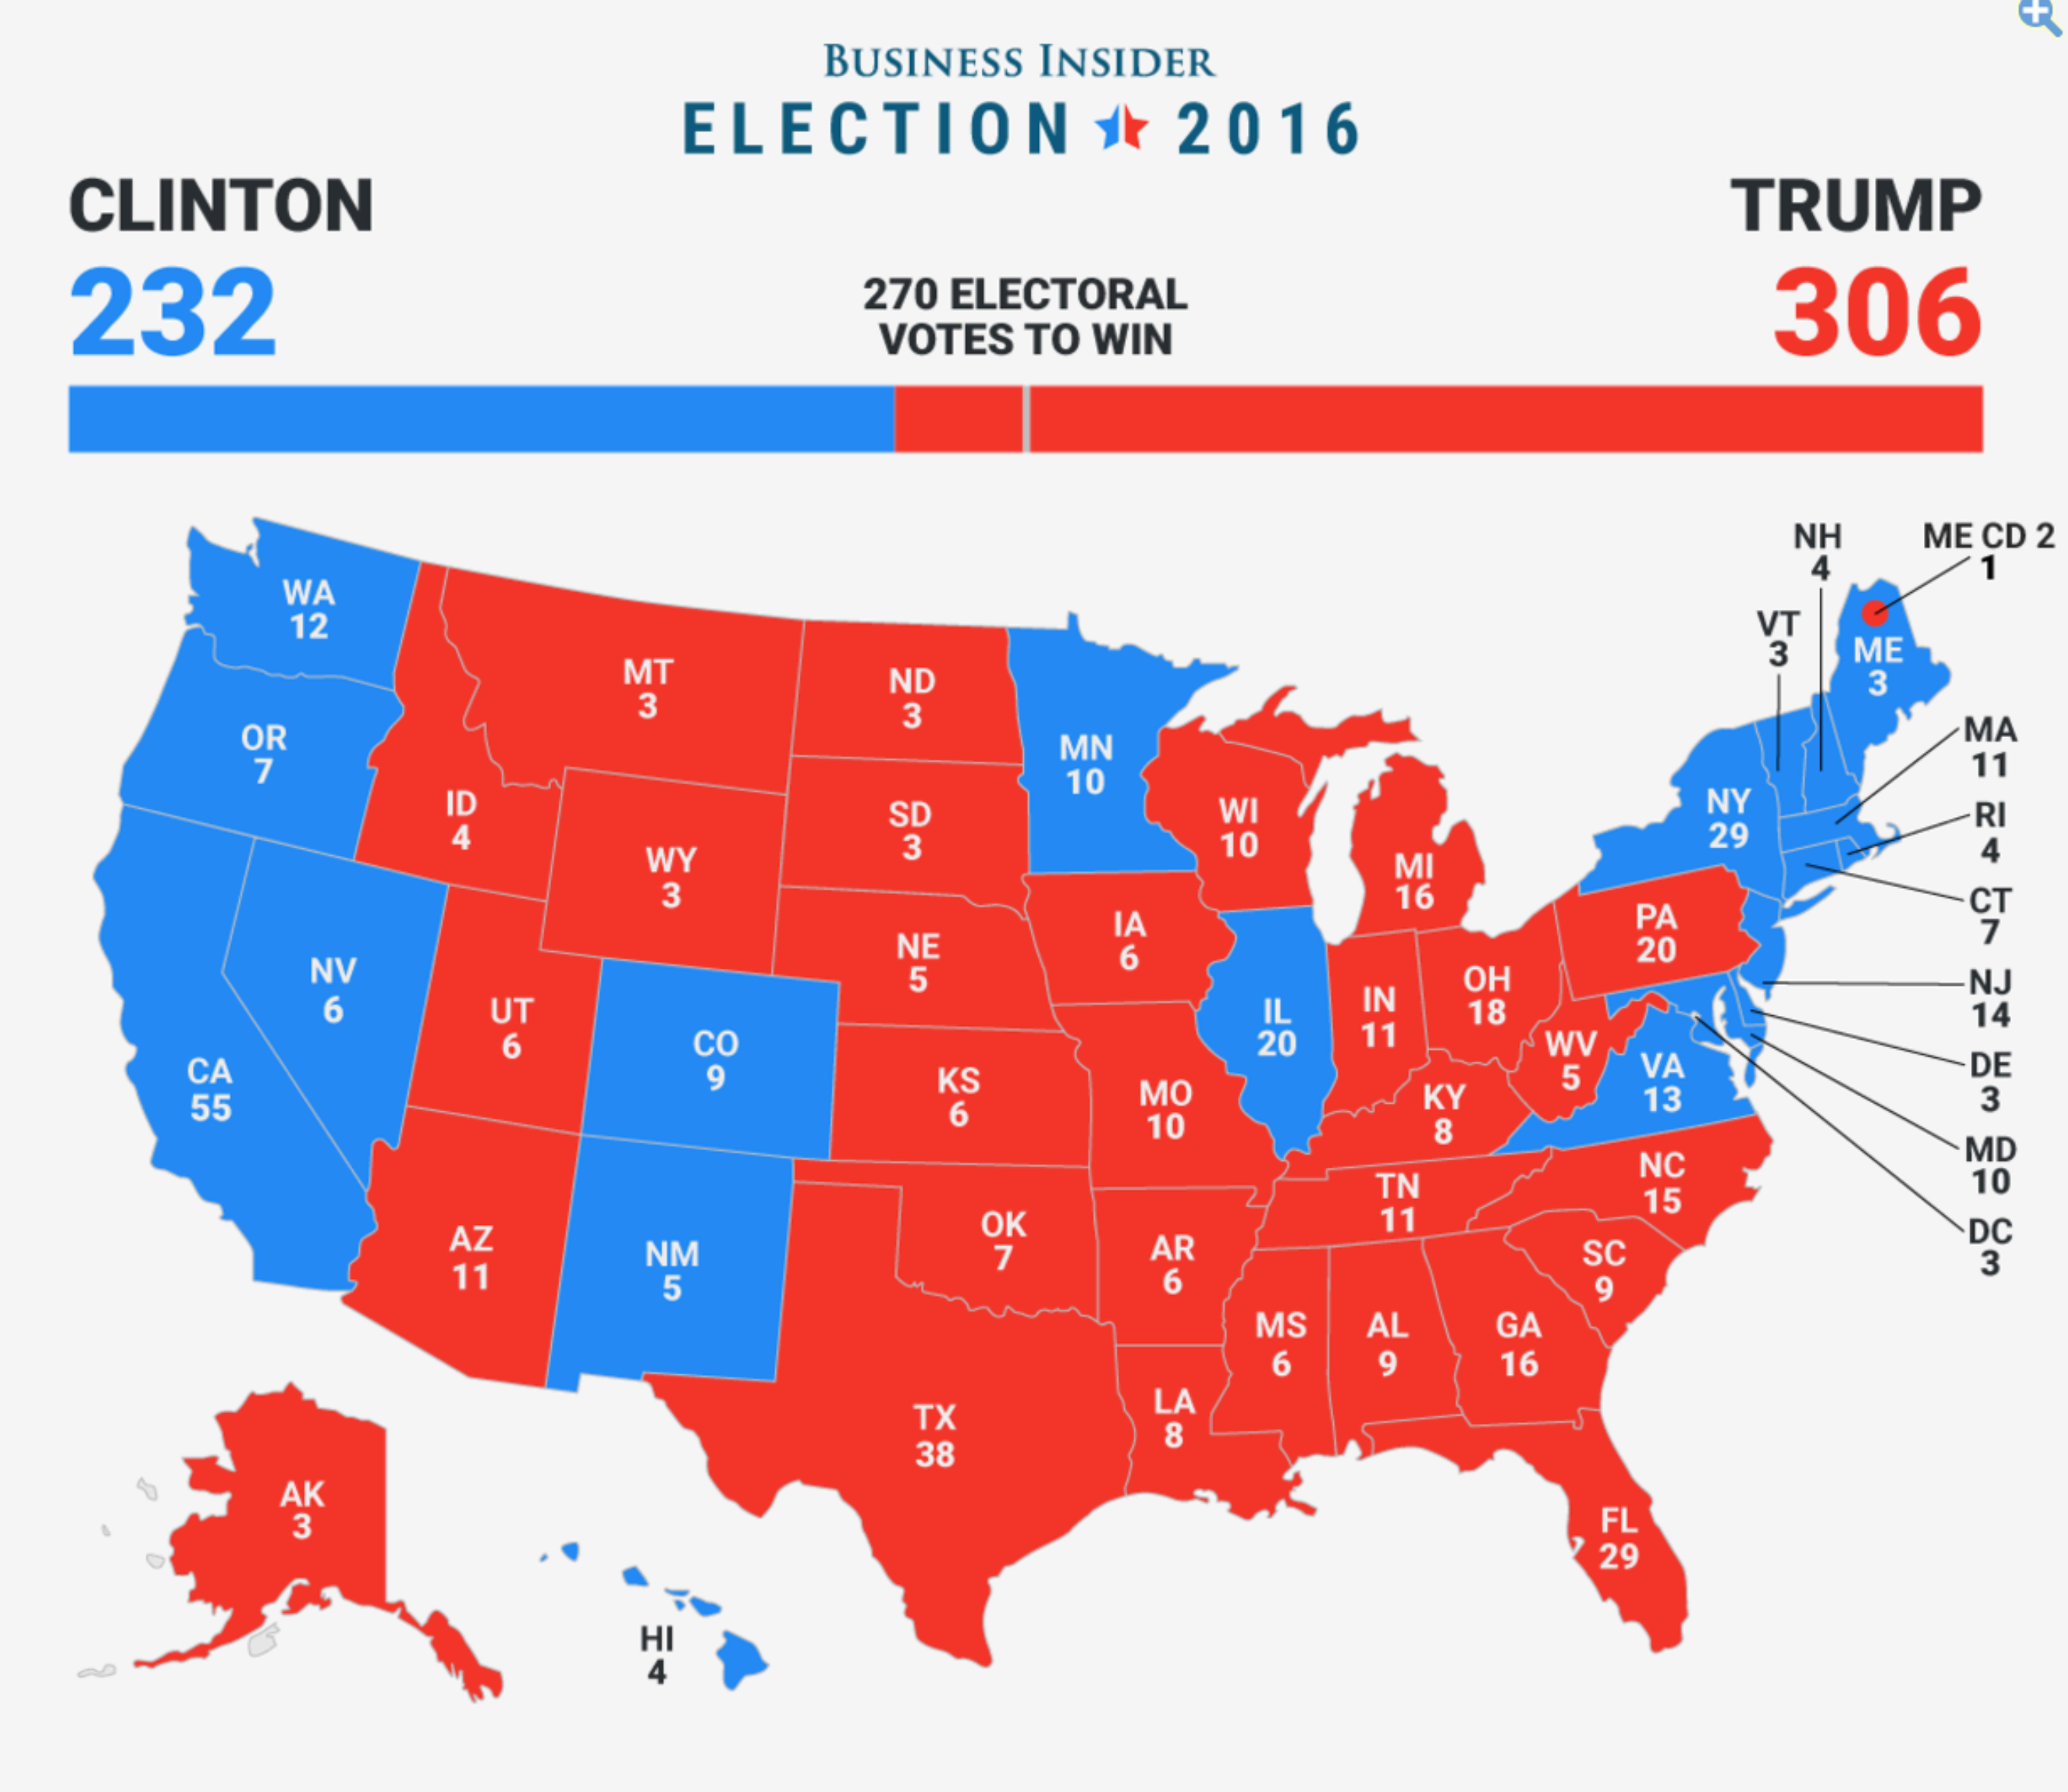 BUSINESS INSIDER
ELECTION 2016
CLINTON
TRUMP
232
270 ELECTORAL
VOTES TO WIN
306
NH
4
ME CD 2
1
VT
3
WA
12
ME
3
MT
3
ND
3
OR
7
MN
10
MA
11
ID
4
SD
3
WI
10
NY
29
RI
4
WY
3
MI
16
CT
7
IA
6
PA
20
NE
5
NV
6
NJ
14
UT
6
IL
20
IN
11
OH
18
CO
9
WV
5
VA
13
DE
3
CA
55
KS
6
MO
10
KY
8
MD
10
NC
15
TN
11
DC
3
AZ
11
NM
5
OK
7
AR
6
SC
9
MS
6
AL
9
GA
16
TX
38
LA
8
AK
3
FL
29
HI
4